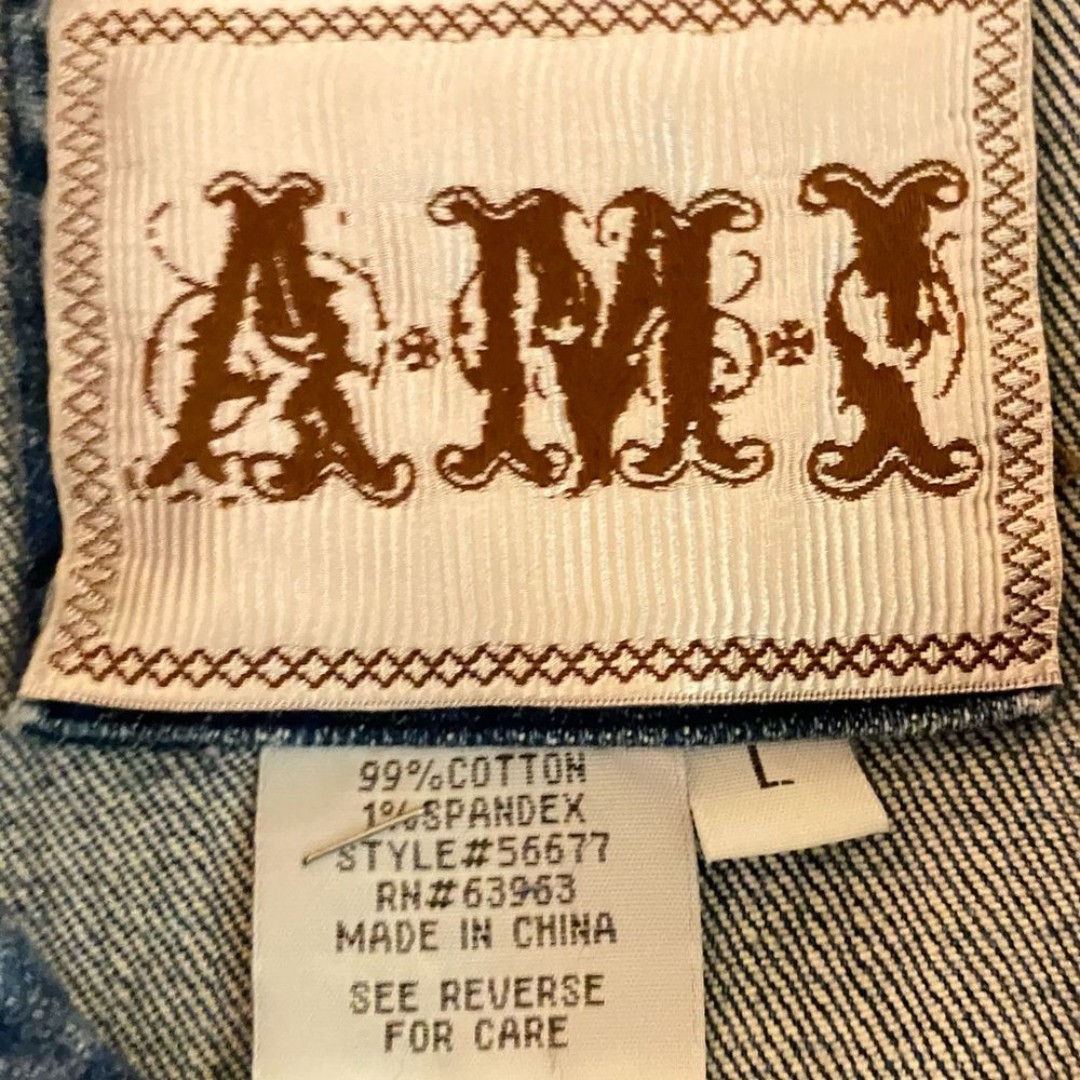 A·M·I
99%COTTON
L
1%SPANDEX
STYLE#56677
RN#63963
MADE IN CHINA
SEE REVERSE
FOR CARE